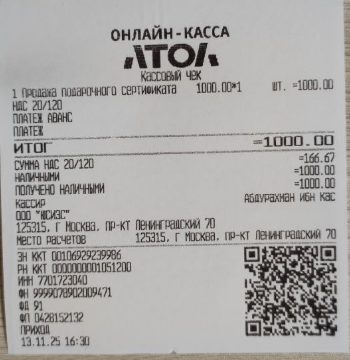 ОНЛАЙН-КАССА
АТОЛ
Кассовый чек
1 Продажа подарочного сертификата 1000.00*1 шт. =1000.00
НДС 20/120
ПЛАТЕЖ АВАНС
ПЛАТЕЖ
ИТОГ =1000.00
СУММА НДС 20/120 =166.67
НАЛИЧНЫМИ =1000.00
ПОЛУЧЕНО НАЛИЧНЫМИ =1000.00
Кассир Абдурахман ибн Кас
ООО "ЮСИЭС"
125315, Г Москва, пр-кт Ленинградский 70
Место расчетов 125315, Г Москва, пр-кт Ленинградский 70
ЗН ККТ 00106929239986
РН ККТ 0000000001051200
ИНН 7701723040
ФН 9999078902009471
ФД 91
ФП 0428152132
ПРИХОД
13.11.25 16:30